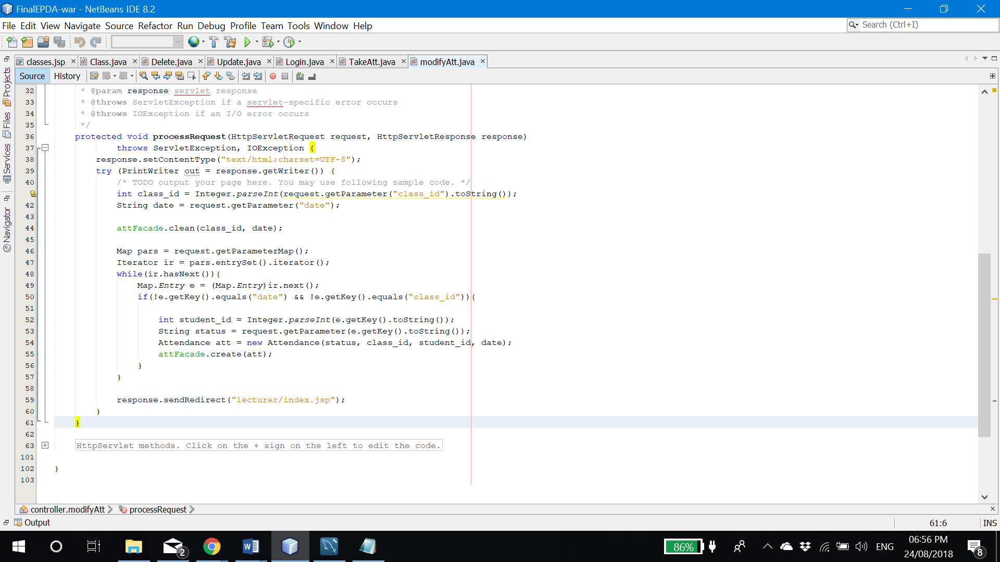 FinalEPDA-war - NetBeans IDE 8.2
File Edit View Navigate Source Refactor Run Debug Profile Team Tools Window Help
Search (Ctrl+I)
classes.jsp Class.java Delete.java Update.java Login.java TakeAtt.java modifyAtt.java
Source History
Projects
Files
Services
Navigator
32 * @param response servlet response
33 * @throws ServletException if a servlet-specific error occurs
34 * @throws IOException if an I/O error occurs
35 */
36 protected void processRequest(HttpServletRequest request, HttpServletResponse response)
37 throws ServletException, IOException {
38 response.setContentType("text/html;charset=UTF-8");
39 try (PrintWriter out = response.getWriter()) {
40 /* TODO output your page here. You may use following sample code. */
int class_id = Integer.parseInt(request.getParameter("class_id").toString());
42 String date = request.getParameter("date");
43
44 attFacade.clean(class_id, date);
45
46 Map pars = request.getParameterMap();
47 Iterator ir = pars.entrySet().iterator();
48 while(ir.hasNext()){
49 Map.Entry e = (Map.Entry)ir.next();
50 if(!e.getKey().equals("date") && !e.getKey().equals("class_id")){
51
52 int student_id = Integer.parseInt(e.getKey().toString());
53 String status = request.getParameter(e.getKey().toString());
54 Attendance att = new Attendance(status, class_id, student_id, date);
55 attFacade.create(att);
56 }
57 }
58
59 response.sendRedirect("lecturer/index.jsp");
60 }
61 }
62
63 HttpServlet methods. Click on the + sign on the left to edit the code.
101
102 }
103
controller.modifyAtt processRequest
Output
61:6 INS
2
86%
ENG
06:56 PM
24/08/2018
8